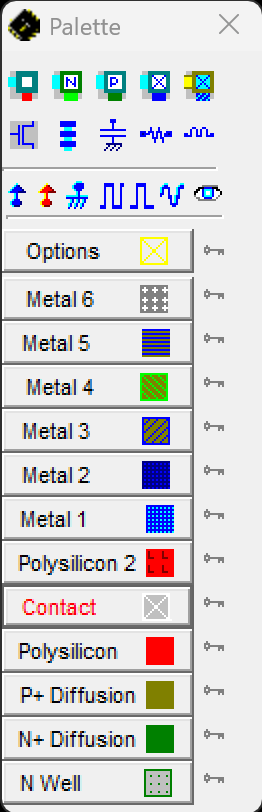 Palette
N P
Options
Metal 6
Metal 5
Metal 4
Metal 3
Metal 2
Metal 1
Polysilicon 2
Contact
Polysilicon
P+ Diffusion
N+ Diffusion
N Well